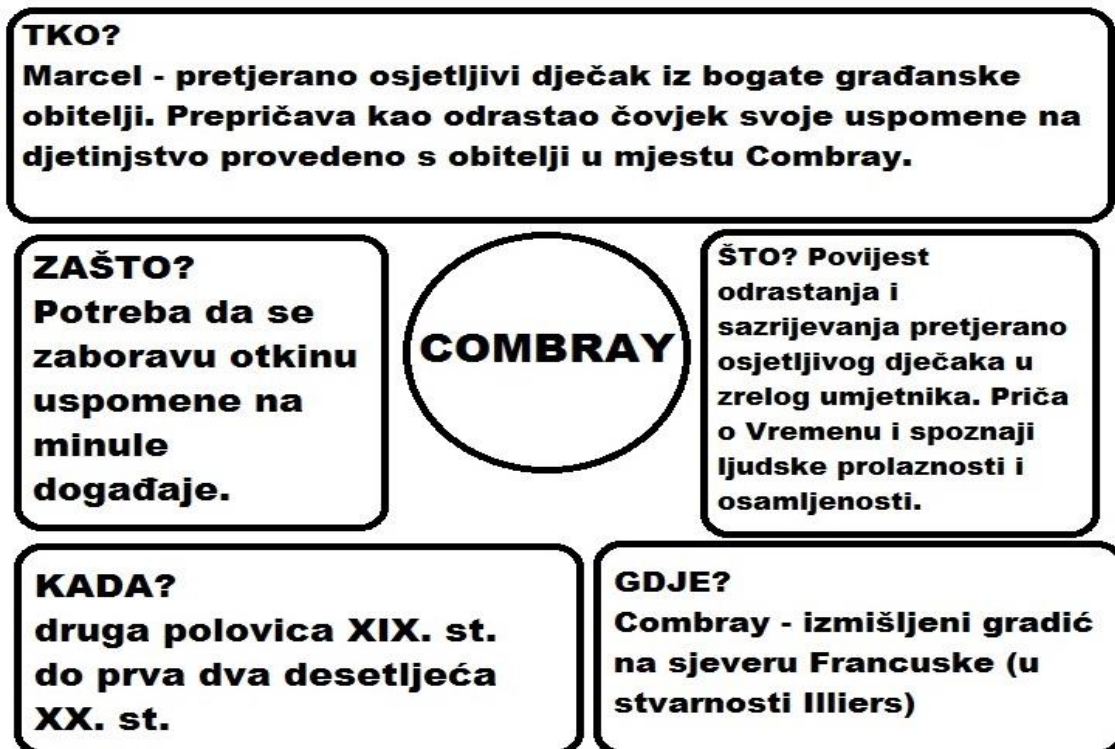 TKO?
Marcel - pretjerano osjetljivi dječak iz bogate građanske
obitelji. Prepričava kao odrastao čovjek svoje uspomene na
djetinjstvo provedeno s obitelji u mjestu Combray.
ZAŠTO?
Potreba da se
zaboravu otkinu
uspomene na
minule
događaje.
COMBRAY
ŠTO? Povijest
odrastanja i
sazrijevanja pretjerano
osjetljivog dječaka u
zrelog umjetnika. Priča
o Vremenu i spoznaji
ljudske prolaznosti i
osamljenosti.
KADA?
druga polovica XIX. st.
do prva dva desetljeća
XX. st.
GDJE?
Combray - izmišljeni gradić
na sjeveru Francuske (u
stvarnosti Illiers)